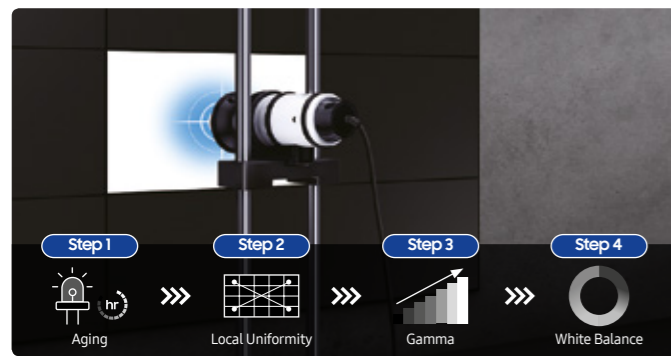 Step 1
Step 2
Step 3
Step 4
hr
Aging
Local Uniformity
Gamma
White Balance